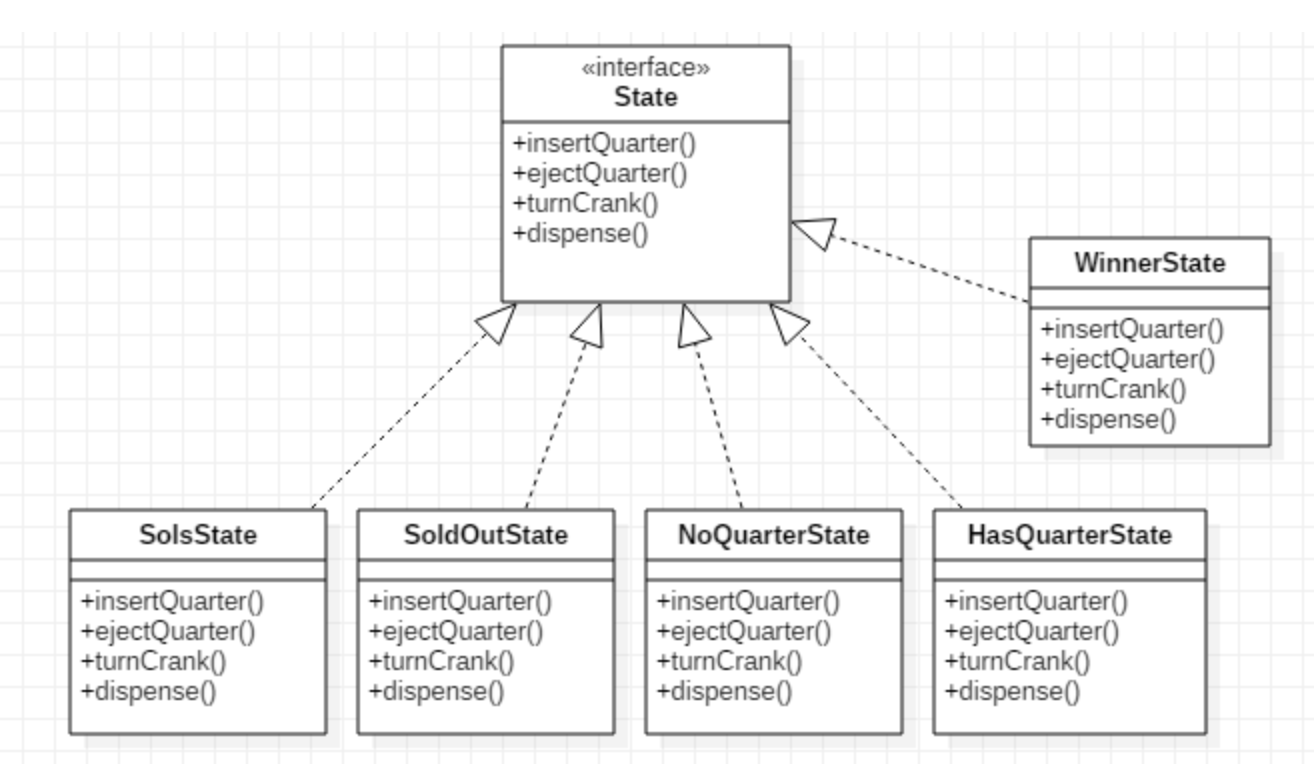 «interface»
State
+insertQuarter()
+ejectQuarter()
+turnCrank()
+dispense()
WinnerState
+insertQuarter()
+ejectQuarter()
+turnCrank()
+dispense()
SolsState
+insertQuarter()
+ejectQuarter()
+turnCrank()
+dispense()
SoldOutState
+insertQuarter()
+ejectQuarter()
+turnCrank()
+dispense()
NoQuarterState
+insertQuarter()
+ejectQuarter()
+turnCrank()
+dispense()
HasQuarterState
+insertQuarter()
+ejectQuarter()
+turnCrank()
+dispense()